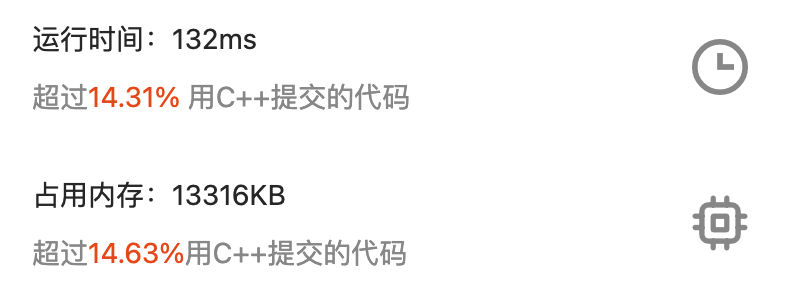 运行时间：132ms
超过14.31% 用C++提交的代码
占用内存：13316KB
超过14.63%用C++提交的代码